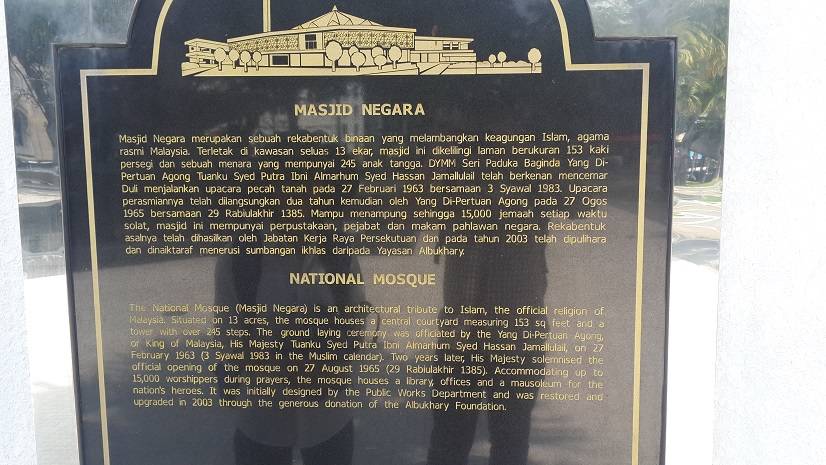 MASJID NEGARA
Masjid Negara merupakan sebuah rekabentuk binaan yang melambangkan keagungan Islam, agama
rasmi Malaysia. Terletak di kawasan seluas 13 ekar, masjid ini dikelilingi laman berukuran 153 kaki
persegi dan sebuah menara yang mempunyai 245 anak tangga. DYMM Seri Paduka Baginda Yang Di-
Pertuan Agong Tuanku Syed Putra Ibni Almarhum Syed Hassan Jamallulail telah berkenan mencemar
Duli menjalankan upacara pecah tanah pada 27 Februari 1963 bersamaan 3 Syawal 1983. Upacara
perasmiannya telah dilangsungkan dua tahun kemudian oleh Yang Di-Pertuan Agong pada 27 Ogos
1965 bersamaan 29 Rabiulakhir 1385. Mampu menampung sehingga 15,000 jemaah setiap waktu
solat, masjid ini mempunyai perpustakaan, pejabat dan makam pahlawan negara. Rekabentuk
asalnya telah dihasilkan oleh Jabatan Kerja Raya Persekutuan dan pada tahun 2003 telah dipulihara
dan dinaiktaraf menerusi sumbangan ikhlas daripada Yayasan Albukhary.
NATIONAL MOSQUE
The National Mosque (Masjid Negara) is an architectural tribute to Islam, the official religion of
Malaysia. Situated on 13 acres, the mosque houses a central courtyard measuring 153 sq feet and a
tower with over 245 steps. The ground laying ceremony was officiated by the Yang Di-Pertuan Agong,
or King of Malaysia, His Majesty Tuanku Syed Putra Ibni Almarhum Syed Hassan Jamallulail, on 27
February 1963 (3 Syawal 1983 in the Muslim calendar). Two years later, His Majesty solemnised the
official opening of the mosque on 27 August 1965 (29 Rabiulakhir 1385). Accommodating up to
15,000 worshippers during prayers, the mosque houses a library, offices and a mausoleum for the
nation's heroes. It was initially designed by the Public Works Department and was restored and
upgraded in 2003 through the generous donation of the Albukhary Foundation.